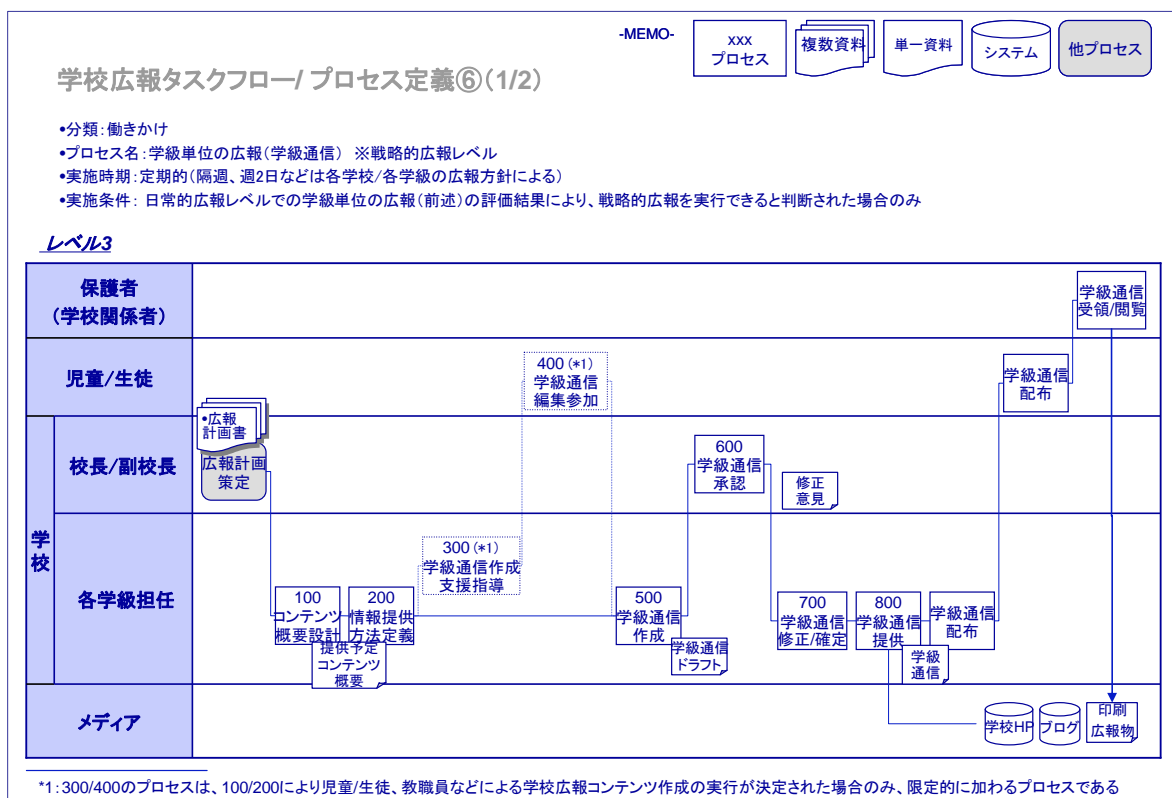 -MEMO-
xxx
プロセス
複数資料
単一資料
システム
他プロセス
学校広報タスクフロー/ プロセス定義⑥(1/2)
•分類:働きかけ
•プロセス名:学級単位の広報(学級通信) ※戦略的広報レベル
•実施時期:定期的(隔週、週2日などは各学校/各学級の広報方針による)
•実施条件: 日常的広報レベルでの学級単位の広報(前述)の評価結果により、戦略的広報を実行できると判断された場合のみ
レベル3
保護者
(学校関係者)
学級通信
受領/閲覧
児童/生徒
400 (*1)
学級通信
編集参加
学級通信
配布
学校
校長/副校長
•広報
計画書
広報計画
策定
600
学級通信
承認
修正
意見
各学級担任
100
コンテンツ
概要設計
200
情報提供
方法定義
提供予定
コンテンツ
概要
300 (*1)
学級通信作成
支援指導
500
学級通信
作成
学級通信
ドラフト
700
学級通信
修正/確定
800
学級通信
提供
学級
通信
学級通信
配布
メディア
学校HP
ブログ
印刷
広報物
*1:300/400のプロセスは、100/200により児童/生徒、教職員などによる学校広報コンテンツ作成の実行が決定された場合のみ、限定的に加わるプロセスである